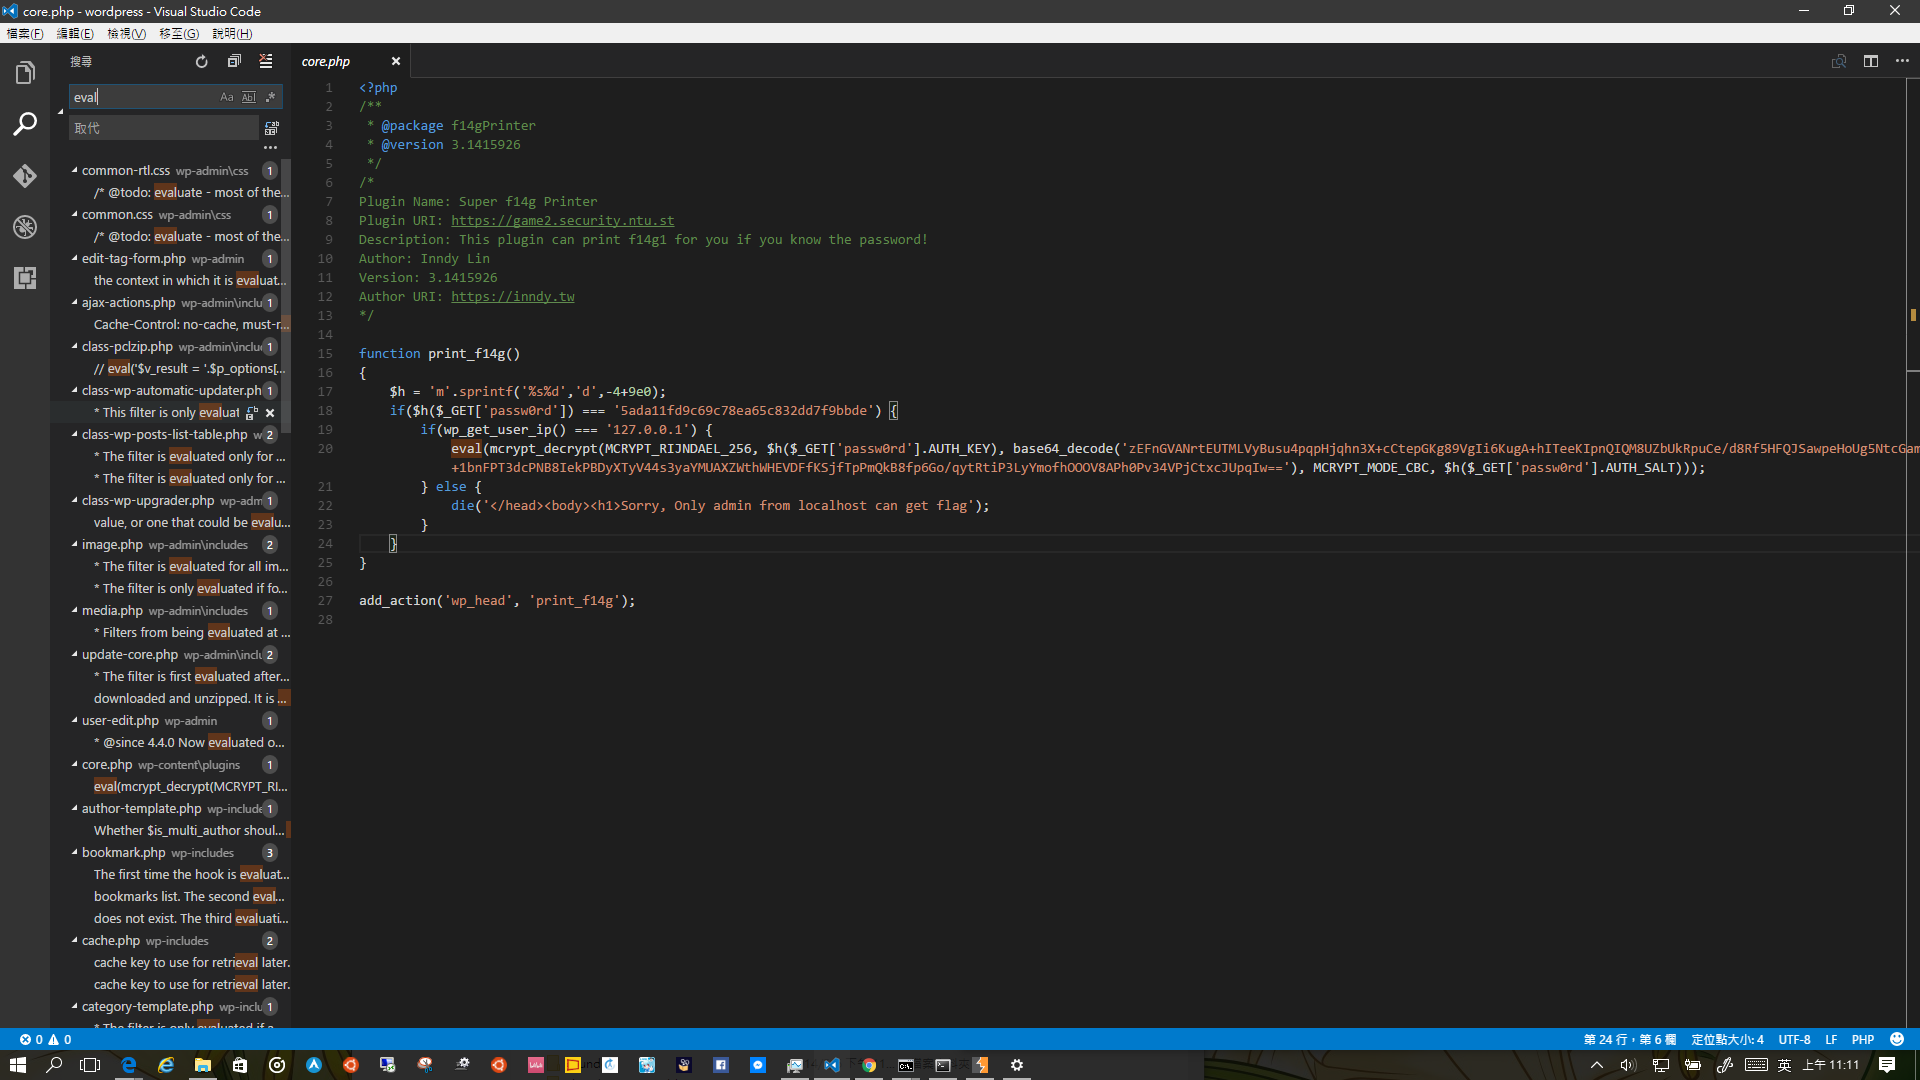 core.php - wordpress - Visual Studio Code
檔案(F) 編輯(E) 檢視(V) 移至(G) 說明(H)
搜尋
eval
Aa Abl .*
取代
...
common-rtl.css wp-admin\css 1
/* @todo: evaluate - most of the...
common.css wp-admin\css 1
/* @todo: evaluate - most of the...
edit-tag-form.php wp-admin 1
the context in which it is evaluat...
ajax-actions.php wp-admin\inclu 1
Cache-Control: no-cache, must-r...
class-pclzip.php wp-admin\inclu 1
// eval('$v_result = '.$p_options[...
class-wp-automatic-updater.ph 1
* This filter is only evaluat
class-wp-posts-list-table.php w 2
* The filter is evaluated only for ...
* The filter is evaluated only for ...
class-wp-upgrader.php wp-adm 1
value, or one that could be evalu...
image.php wp-admin\includes 2
* The filter is evaluated for all im...
* The filter is only evaluated if fo...
media.php wp-admin\includes 1
* Filters from being evaluated at ...
update-core.php wp-admin\inclu 2
* The filter is first evaluated after...
downloaded and unzipped. It is ...
user-edit.php wp-admin 1
* @since 4.4.0 Now evaluated o...
core.php wp-content\plugins 1
eval(mcrypt_decrypt(MCRYPT_RI...
author-template.php wp-include 1
Whether $is_multi_author shoul...
bookmark.php wp-includes 3
The first time the hook is evaluat...
bookmarks list. The second eval...
does not exist. The third evaluati...
cache.php wp-includes 2
cache key to use for retrieval later.
cache key to use for retrieval later.
category-template.php wp-inclu 1
* The filter is only evaluated if a
core.php
1 <?php
2 /**
3  * @package f14gPrinter
4  * @version 3.1415926
5  */
6 /*
7 Plugin Name: Super f14g Printer
8 Plugin URI: https://game2.security.ntu.st
9 Description: This plugin can print f14g1 for you if you know the password!
10 Author: Inndy Lin
11 Version: 3.1415926
12 Author URI: https://inndy.tw
13 */
14
15 function print_f14g()
16 {
17     $h = 'm'.sprintf('%s%d','d',-4+9e0);
18     if($h($_GET['passw0rd']) === '5ada11fd9c69c78ea65c832dd7f9bbde') {
19         if(wp_get_user_ip() === '127.0.0.1') {
20             eval(mcrypt_decrypt(MCRYPT_RIJNDAEL_256, $h($_GET['passw0rd'].AUTH_KEY), base64_decode('zEFnGVANrtEUTMLVyBusu4pqpHjqhn3X+cCtepGKg89VgIi6KugA+hITeeKIpnQIQM8UZbUkRpuCe/d8Rf5HFQJSawpeHoUg5NtcGam
+1bnFPT3dcPNB8IekPBDyXTyV44s3yaYMUAXZWthWHEVDFfKSjfTpPmQkB8fp6Go/qytRtiP3LyYmofhOOOV8APh0Pv34VPjCtxcJUpqIw=='), MCRYPT_MODE_CBC, $h($_GET['passw0rd'].AUTH_SALT)));
21         } else {
22             die('</head><body><h1>Sorry, Only admin from localhost can get flag');
23         }
24     }
25 }
26
27 add_action('wp_head', 'print_f14g');
28
0 0
第 24 行，第 6 欄 定位點大小: 4 UTF-8 LF PHP
英 上午 11:11